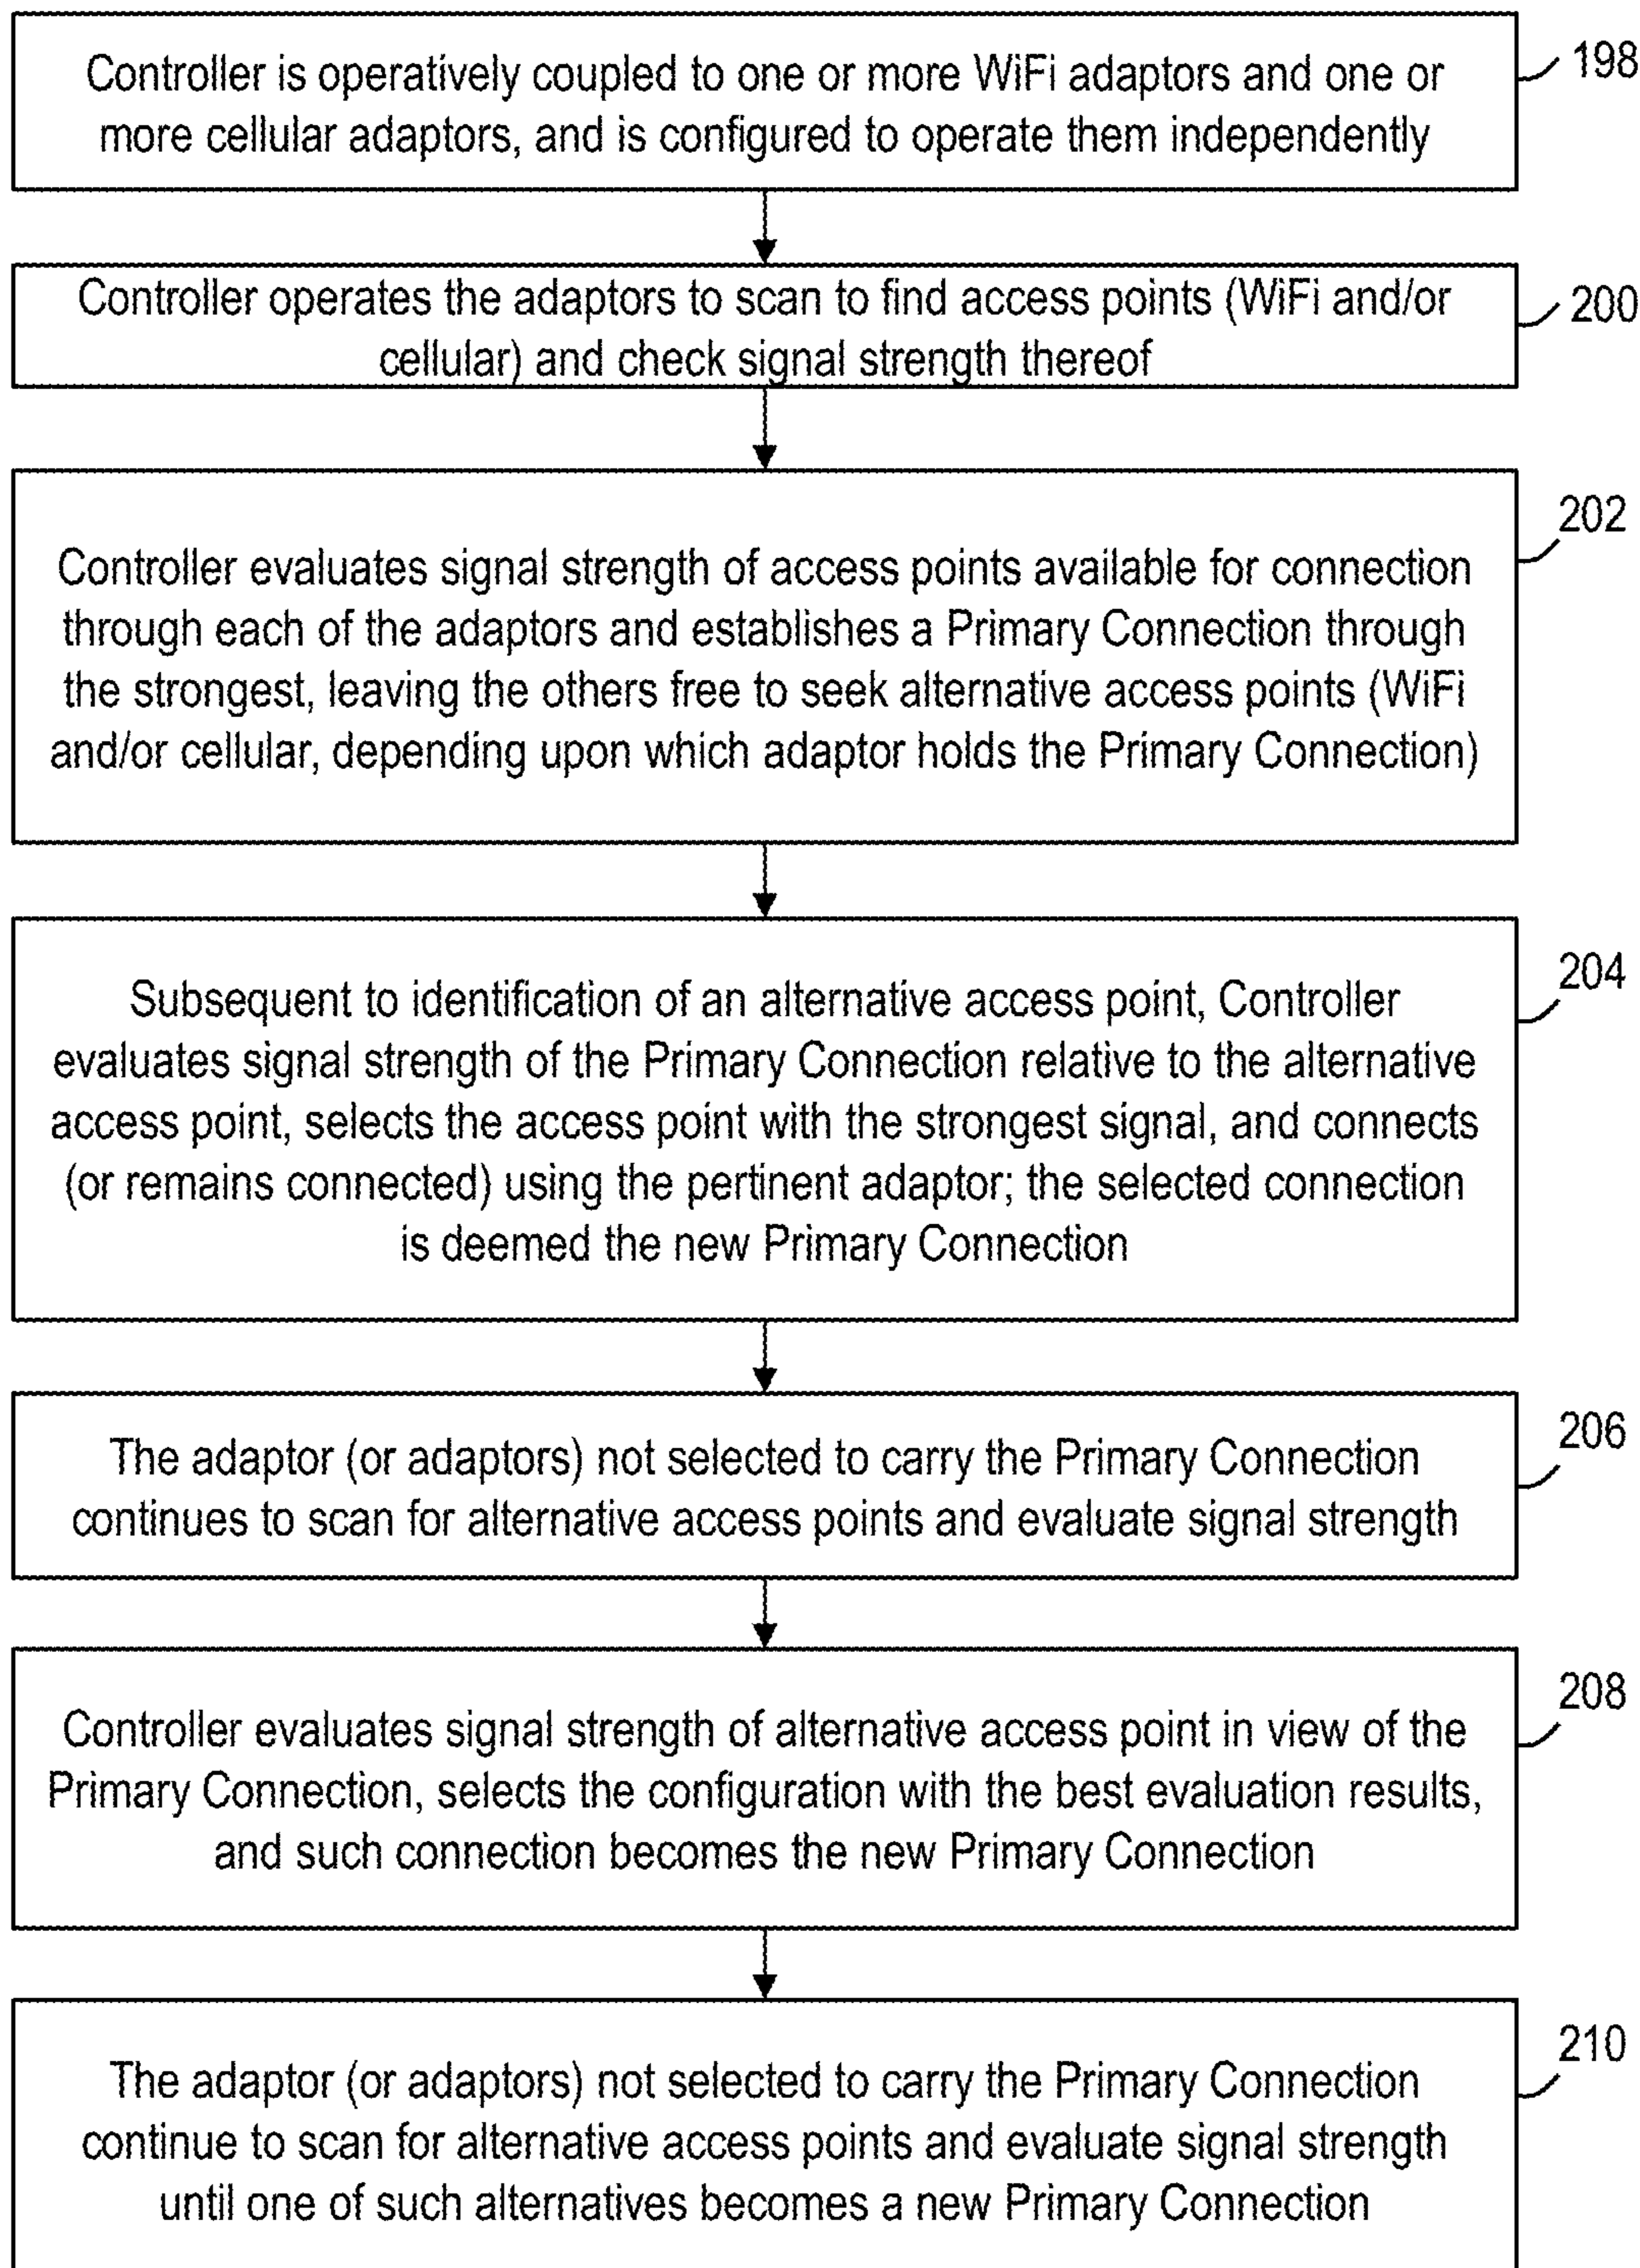 Controller is operatively coupled to one or more WiFi adaptors and one or
more cellular adaptors, and is configured to operate them independently
198
Controller operates the adaptors to scan to find access points (WiFi and/or
cellular) and check signal strength thereof
200
Controller evaluates signal strength of access points available for connection
through each of the adaptors and establishes a Primary Connection through
the strongest, leaving the others free to seek alternative access points (WiFi
and/or cellular, depending upon which adaptor holds the Primary Connection)
202
Subsequent to identification of an alternative access point, Controller
evaluates signal strength of the Primary Connection relative to the alternative
access point, selects the access point with the strongest signal, and connects
(or remains connected) using the pertinent adaptor; the selected connection
is deemed the new Primary Connection
204
The adaptor (or adaptors) not selected to carry the Primary Connection
continues to scan for alternative access points and evaluate signal strength
206
Controller evaluates signal strength of alternative access point in view of the
Primary Connection, selects the configuration with the best evaluation results,
and such connection becomes the new Primary Connection
208
The adaptor (or adaptors) not selected to carry the Primary Connection
continue to scan for alternative access points and evaluate signal strength
until one of such alternatives becomes a new Primary Connection
210